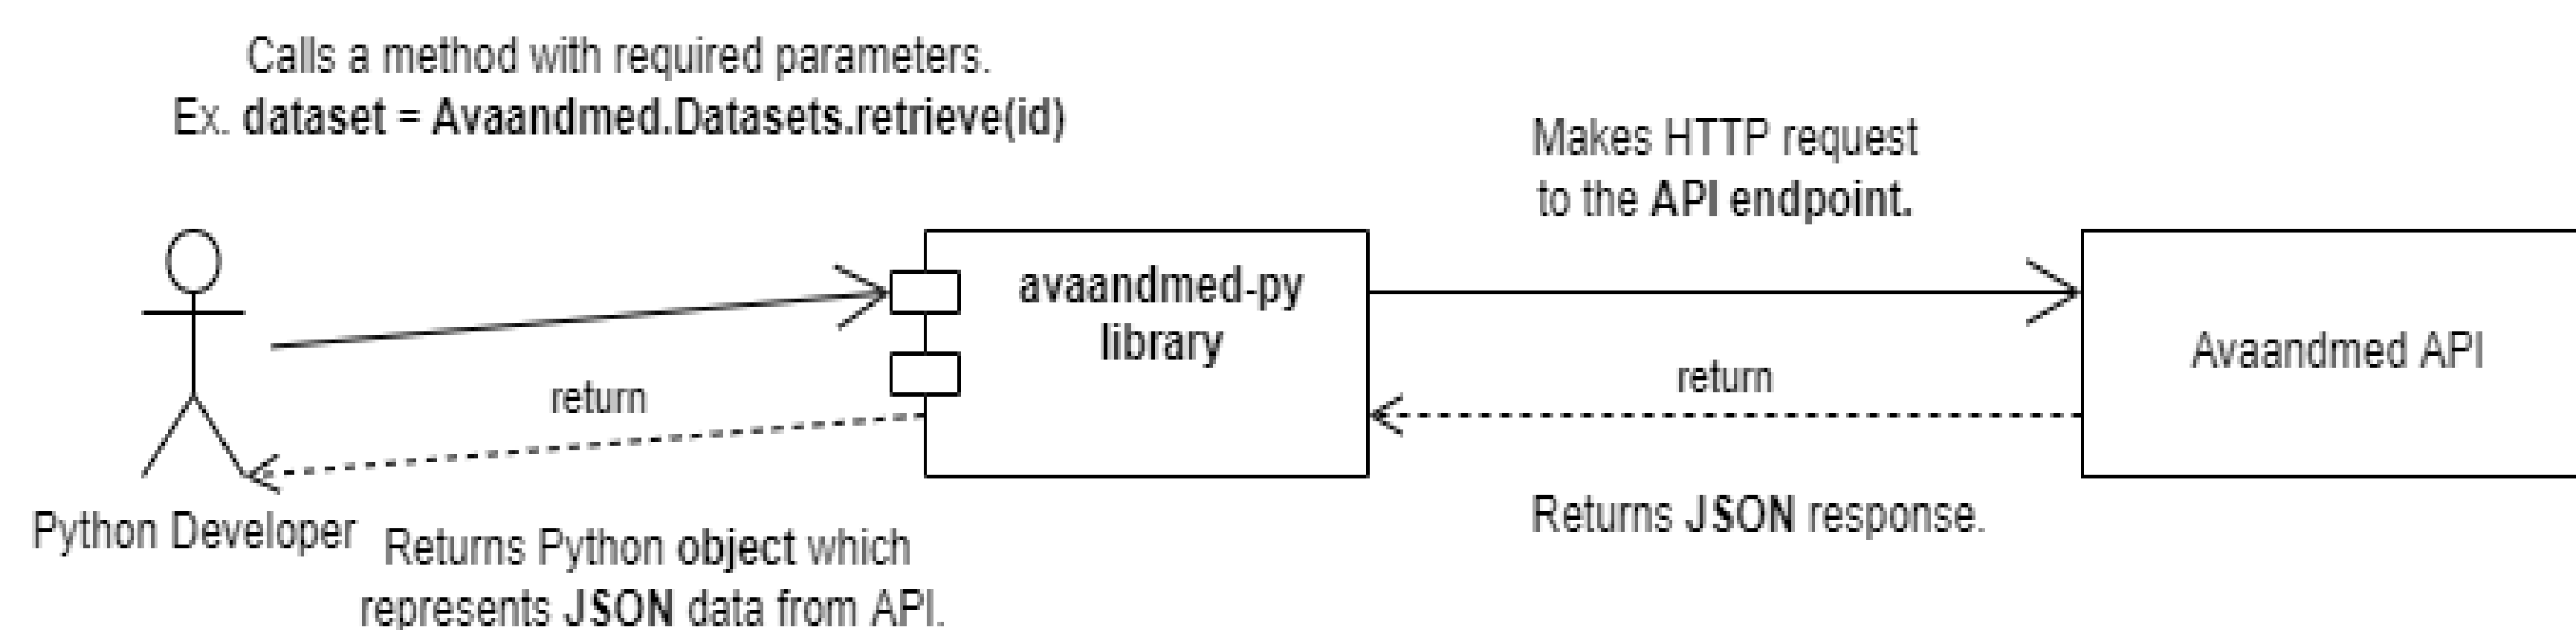 Calls a method with required parameters.
Ex. dataset = Avaandmed.Datasets.retrieve(id)
Makes HTTP request
to the API endpoint.
avaandmed-py
library
Avaandmed API
return
return
Python Developer
Returns Python object which
represents JSON data from API.
Returns JSON response.